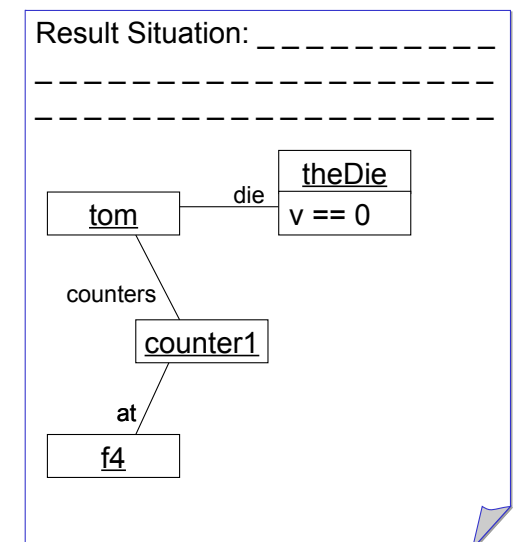 Result Situation: _ _ _ _ _ _ _ _ _ _
_ _ _ _ _ _ _ _ _ _ _ _ _ _ _ _ _ _ _
_ _ _ _ _ _ _ _ _ _ _ _ _ _ _ _ _ _ _
theDie
die
tom
v == 0
counters
counter1
at
f4